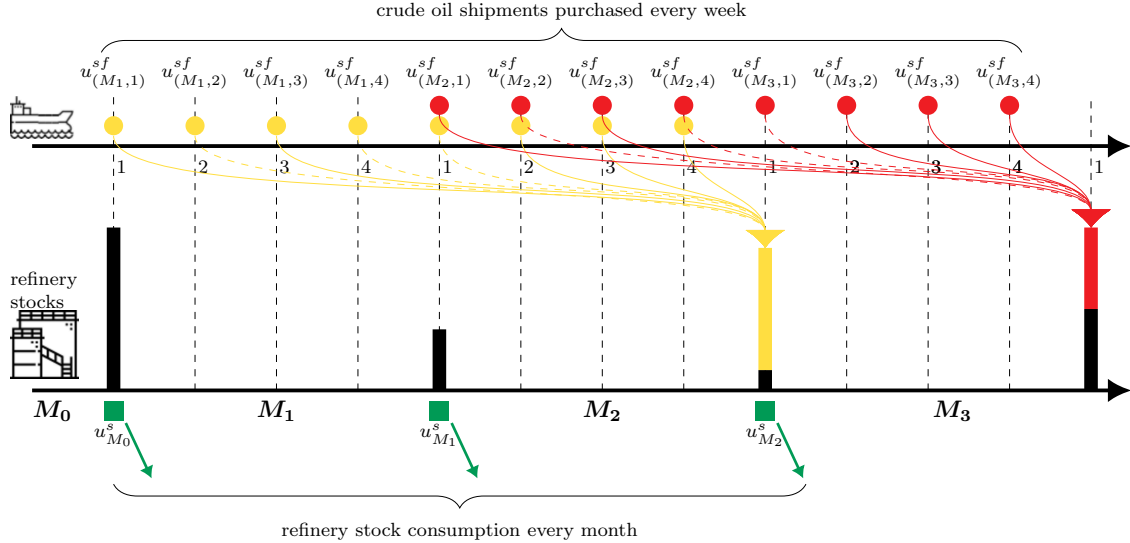 crude oil shipments purchased every week
u^{sf}_{(M_1,1)} u^{sf}_{(M_1,2)} u^{sf}_{(M_1,3)} u^{sf}_{(M_1,4)} u^{sf}_{(M_2,1)} u^{sf}_{(M_2,2)} u^{sf}_{(M_2,3)} u^{sf}_{(M_2,4)} u^{sf}_{(M_3,1)} u^{sf}_{(M_3,2)} u^{sf}_{(M_3,3)} u^{sf}_{(M_3,4)}
1 2 3 4 1 2 3 4 1 2 3 4 1
refinery
stocks
M_0 M_1 M_2 M_3
u^s_{M_0} u^s_{M_1} u^s_{M_2}
refinery stock consumption every month